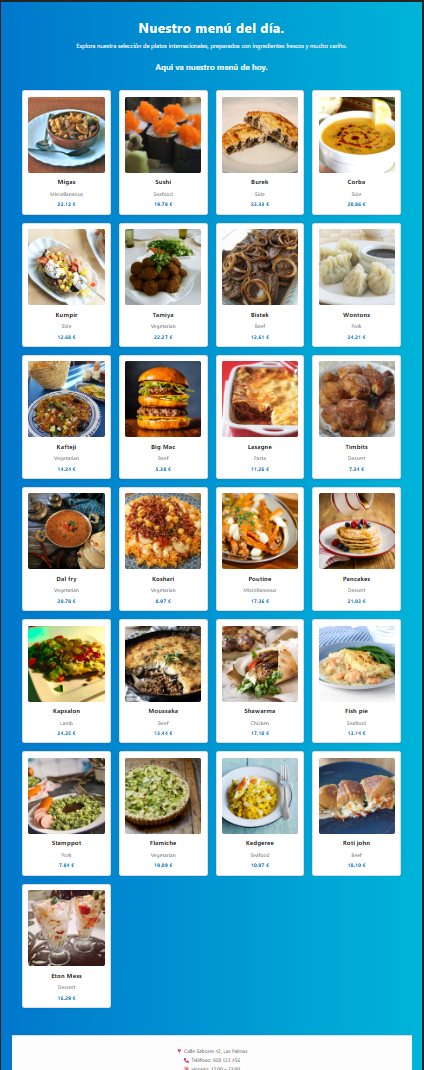 Nuestro menú del día.
Explora nuestra selección de platos internacionales, preparados con ingredientes frescos y mucho cariño.
Aqui va nuestro menú de hoy.
Migas
Miscellaneous
22.12 €
Sushi
Seafood
19.78 €
Burek
Side
23.33 €
Corba
Side
20.86 €
Kumpir
Side
12.68 €
Tamiya
Vegetarian
22.27 €
Bistek
Beef
12.61 €
Wontons
Pork
24.21 €
Kafteji
Vegetarian
14.24 €
Big Mac
Beef
5.38 €
Lasagne
Pasta
11.26 €
Timbits
Dessert
7.34 €
Dal fry
Vegetarian
20.78 €
Koshari
Vegetarian
8.97 €
Poutine
Miscellaneous
17.36 €
Pancakes
Dessert
21.03 €
Kapsalon
Lamb
24.35 €
Moussaka
Beef
13.44 €
Shawarma
Chicken
17.10 €
Fish pie
Seafood
13.14 €
Stamppot
Pork
7.84 €
Flamiche
Vegetarian
19.89 €
Kedgeree
Seafood
10.97 €
Roti john
Beef
18.10 €
Eton Mess
Dessert
16.29 €
Calle Sabores 42, Las Palmas
Teléfono: 928 123 456
Horario: 12:00 – 23:00